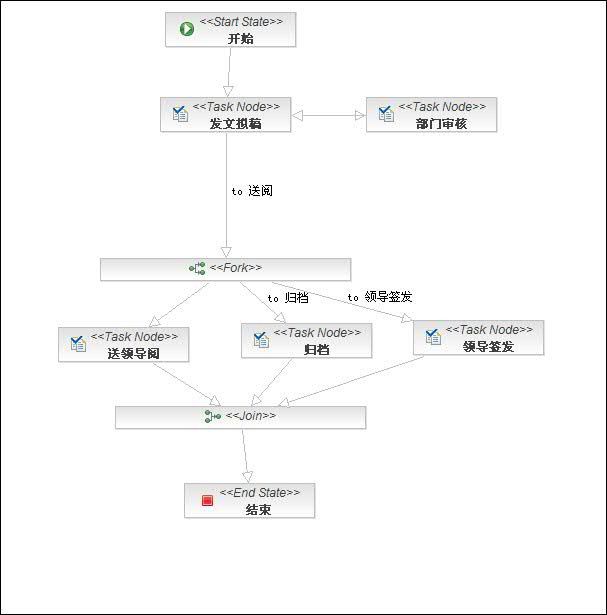 <<Start State>>
开始
<<Task Node>>
发文拟稿
<<Task Node>>
部门审核
to 送阅
<<Fork>>
to 归档
to 领导签发
<<Task Node>>
送领导阅
<<Task Node>>
归档
<<Task Node>>
领导签发
<<Join>>
<<End State>>
结束